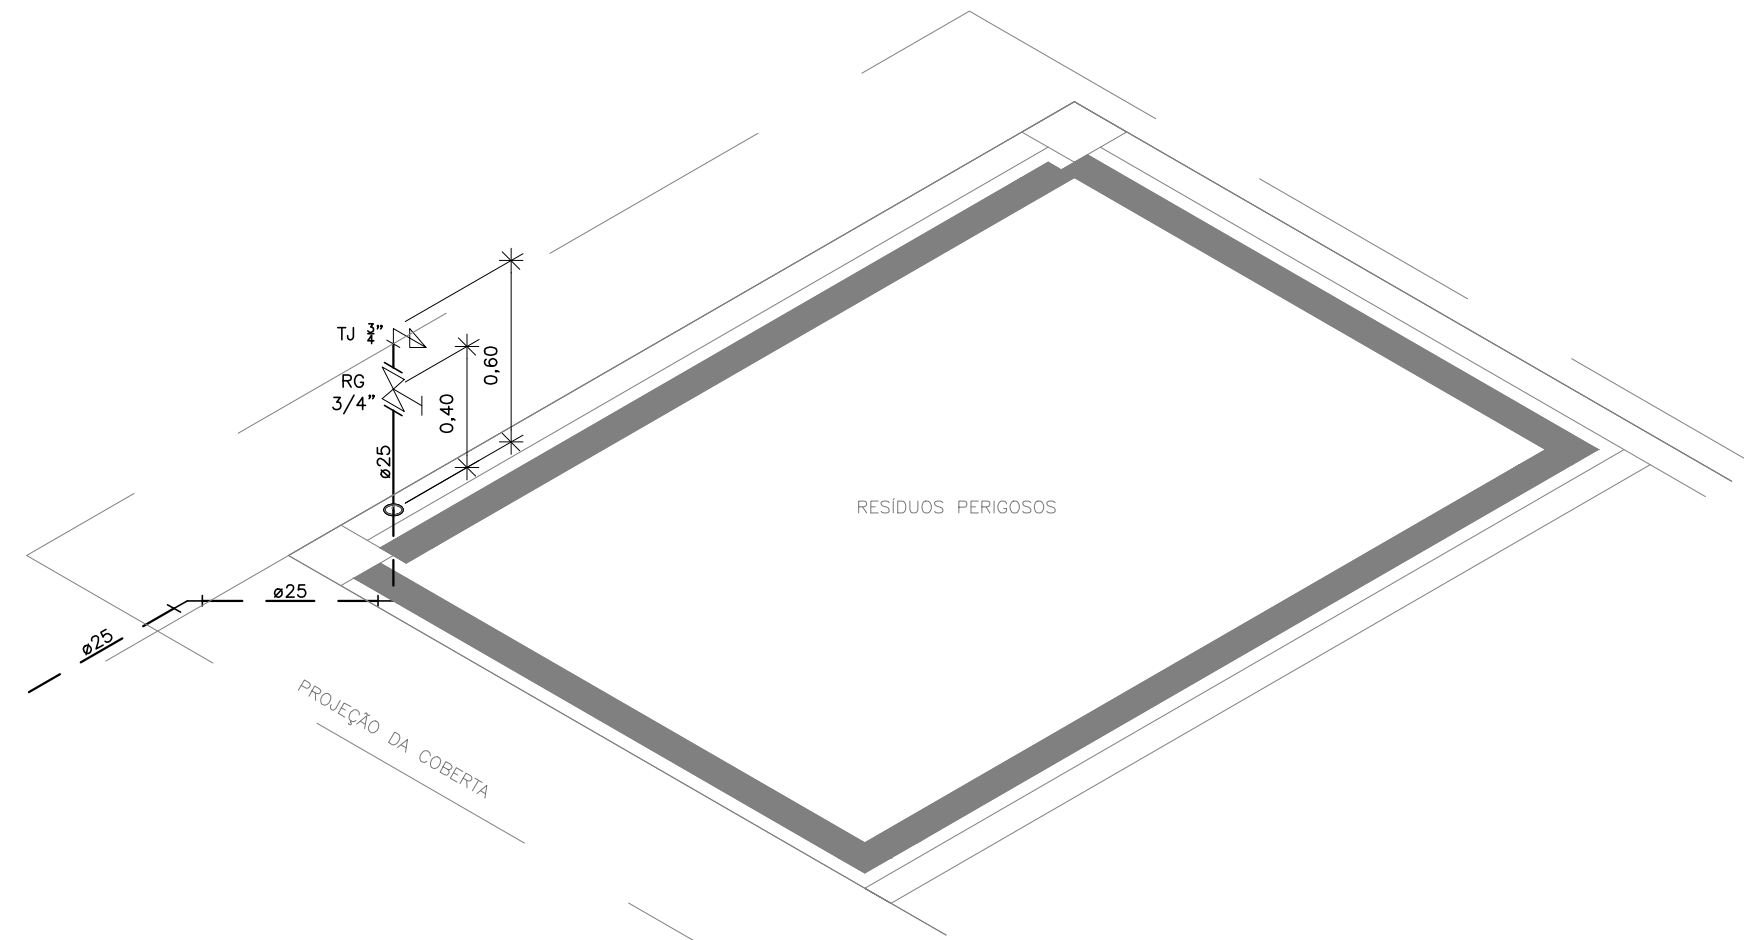 TJ 3/4"
0,60
RG
3/4"
0,40
ø25
RESÍDUOS PERIGOSOS
ø25
ø25
PROJEÇÃO DA COBERTA